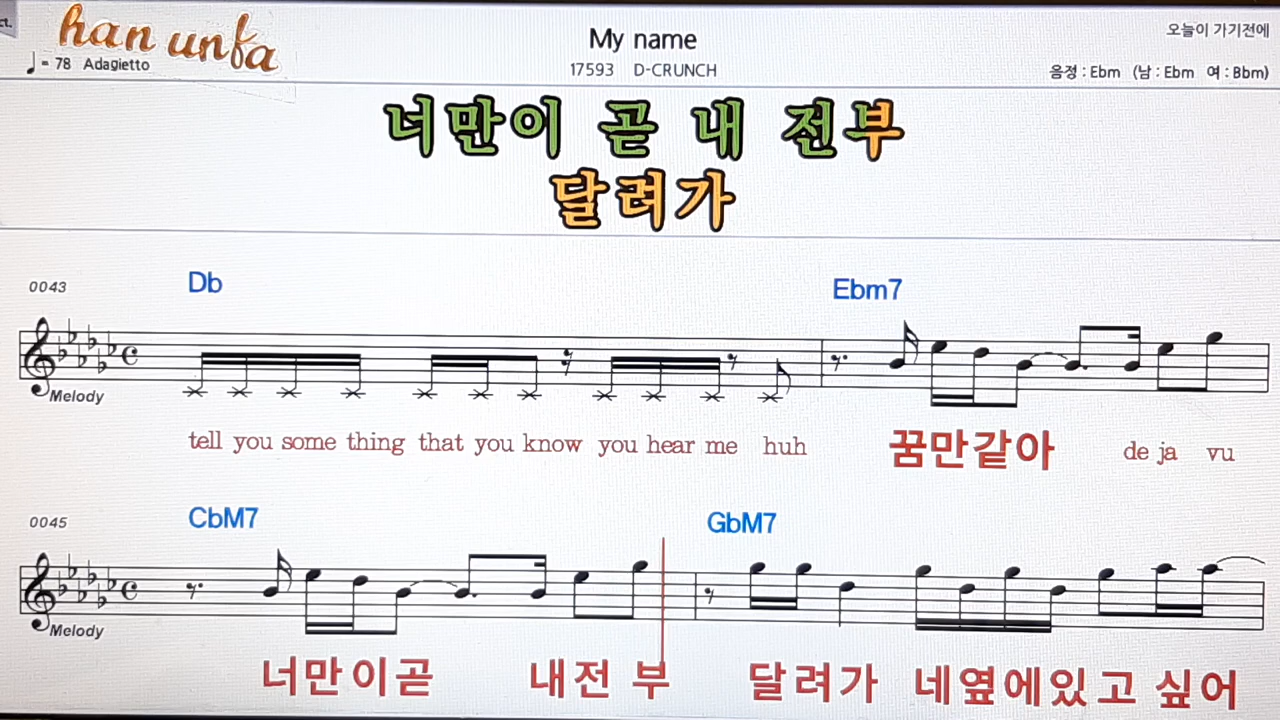 ct.
han unfa
My name
오늘이 가기전에
♩= 78 Adagietto
17593 D-CRUNCH
음정 : Ebm (남 : Ebm 여 : Bbm)
너만이 곧 내 전부
달려가
0043 Db Ebm7
Melody
tell you some thing that you know you hear me huh 꿈만같아 de ja vu
0045 CbM7 GbM7
Melody
너만이곧 내전 부 달려가 네옆에있고 싶어